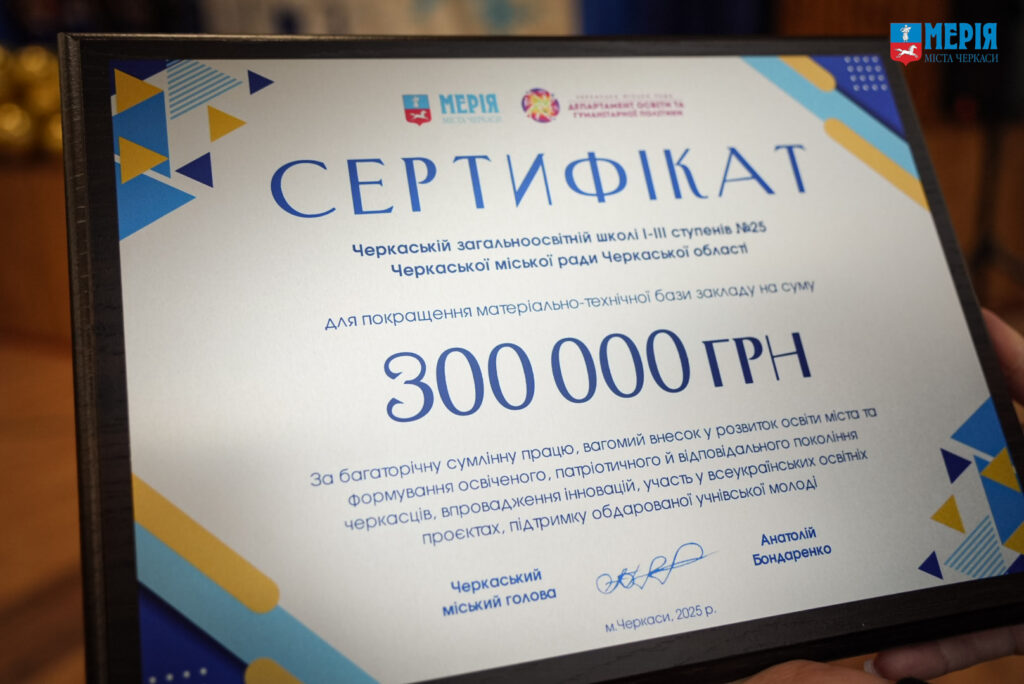 МЕРІЯ
МІСТА ЧЕРКАСИ
МЕРІЯ
МІСТА ЧЕРКАСИ
ЧЕРКАСЬКА МІСЬКА РАДА
ДЕПАРТАМЕНТ ОСВІТИ ТА
ГУМАНІТАРНОЇ ПОЛІТИКИ
СЕРТИФІКАТ
Черкаській загальноосвітній школі І-ІІІ ступенів №25
Черкаської міської ради Черкаської області
для покращення матеріально-технічної бази закладу на суму
300 000 ГРН
За багаторічну сумлінну працю, вагомий внесок у розвиток освіти міста та
формування освіченого, патріотичного й відповідального покоління
черкасців, впровадження інновацій, участь у всеукраїнських освітніх
проєктах, підтримку обдарованої учнівської молоді
Черкаський
міський голова
Анатолій
Бондаренко
м.Черкаси, 2025 р.